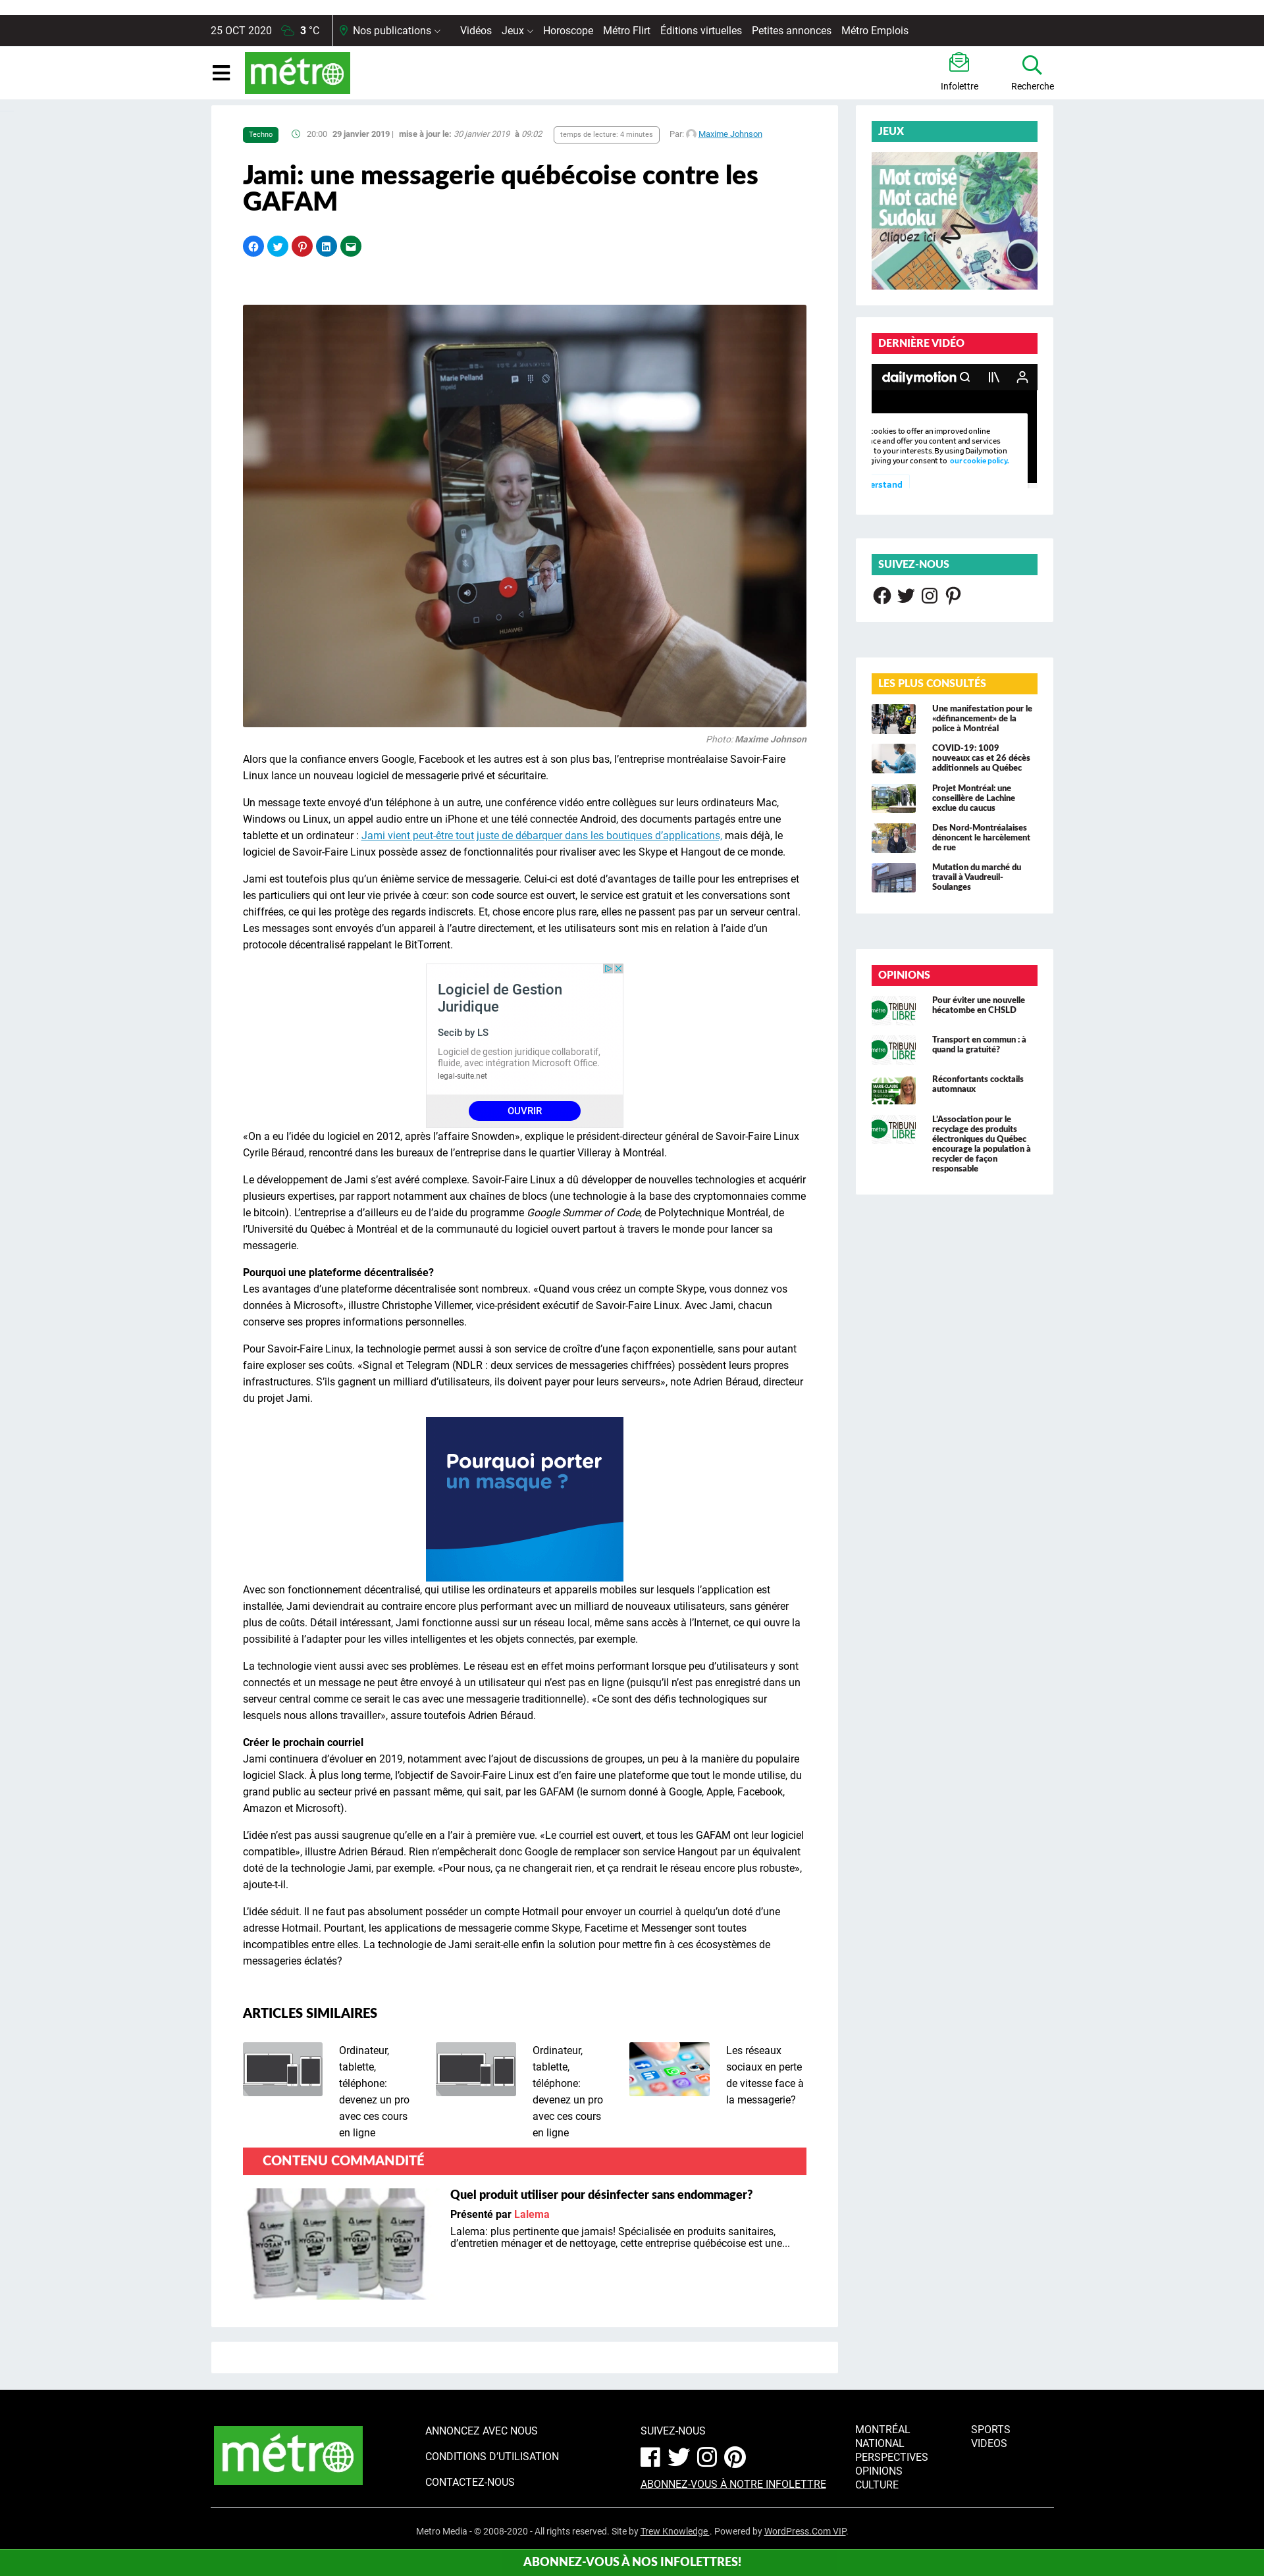 25 OCT 2020 3 °C Nos publications Vidéos Jeux Horoscope Métro Flirt Éditions virtuelles Petites annonces Métro Emplois
métro
Infolettre
Recherche
Techno 20:00 29 janvier 2019 | mise à jour le: 30 janvier 2019 à 09:02 temps de lecture: 4 minutes Par: Maxime Johnson
Jami: une messagerie québécoise contre les
GAFAM
Marie Pelland
mpelld
HUAWEI
Photo: Maxime Johnson
Alors que la confiance envers Google, Facebook et les autres est à son plus bas, l’entreprise montréalaise Savoir-Faire
Linux lance un nouveau logiciel de messagerie privé et sécuritaire.
Un message texte envoyé d’un téléphone à un autre, une conférence vidéo entre collègues sur leurs ordinateurs Mac,
Windows ou Linux, un appel audio entre un iPhone et une télé connectée Android, des documents partagés entre une
tablette et un ordinateur : Jami vient peut-être tout juste de débarquer dans les boutiques d’applications, mais déjà, le
logiciel de Savoir-Faire Linux possède assez de fonctionnalités pour rivaliser avec les Skype et Hangout de ce monde.
Jami est toutefois plus qu’un énième service de messagerie. Celui-ci est doté d’avantages de taille pour les entreprises et
les particuliers qui ont leur vie privée à cœur: son code source est ouvert, le service est gratuit et les conversations sont
chiffrées, ce qui les protège des regards indiscrets. Et, chose encore plus rare, elles ne passent pas par un serveur central.
Les messages sont envoyés d’un appareil à l’autre directement, et les utilisateurs sont mis en relation à l’aide d’un
protocole décentralisé rappelant le BitTorrent.
Logiciel de Gestion
Juridique
Secib by LS
Logiciel de gestion juridique collaboratif,
fluide, avec intégration Microsoft Office.
legal-suite.net
OUVRIR
«On a eu l’idée du logiciel en 2012, après l’affaire Snowden», explique le président-directeur général de Savoir-Faire Linux
Cyrile Béraud, rencontré dans les bureaux de l’entreprise dans le quartier Villeray à Montréal.
Le développement de Jami s’est avéré complexe. Savoir-Faire Linux a dû développer de nouvelles technologies et acquérir
plusieurs expertises, par rapport notamment aux chaînes de blocs (une technologie à la base des cryptomonnaies comme
le bitcoin). L’entreprise a d’ailleurs eu de l’aide du programme Google Summer of Code, de Polytechnique Montréal, de
l’Université du Québec à Montréal et de la communauté du logiciel ouvert partout à travers le monde pour lancer sa
messagerie.
Pourquoi une plateforme décentralisée?
Les avantages d’une plateforme décentralisée sont nombreux. «Quand vous créez un compte Skype, vous donnez vos
données à Microsoft», illustre Christophe Villemer, vice-président exécutif de Savoir-Faire Linux. Avec Jami, chacun
conserve ses propres informations personnelles.
Pour Savoir-Faire Linux, la technologie permet aussi à son service de croître d’une façon exponentielle, sans pour autant
faire exploser ses coûts. «Signal et Telegram (NDLR : deux services de messageries chiffrées) possèdent leurs propres
infrastructures. S’ils gagnent un milliard d’utilisateurs, ils doivent payer pour leurs serveurs», note Adrien Béraud, directeur
du projet Jami.
Pourquoi porter
un masque ?
Avec son fonctionnement décentralisé, qui utilise les ordinateurs et appareils mobiles sur lesquels l’application est
installée, Jami deviendrait au contraire encore plus performant avec un milliard de nouveaux utilisateurs, sans générer
plus de coûts. Détail intéressant, Jami fonctionne aussi sur un réseau local, même sans accès à l’Internet, ce qui ouvre la
possibilité à l’adapter pour les villes intelligentes et les objets connectés, par exemple.
La technologie vient aussi avec ses problèmes. Le réseau est en effet moins performant lorsque peu d’utilisateurs y sont
connectés et un message ne peut être envoyé à un utilisateur qui n’est pas en ligne (puisqu’il n’est pas enregistré dans un
serveur central comme ce serait le cas avec une messagerie traditionnelle). «Ce sont des défis technologiques sur
lesquels nous allons travailler», assure toutefois Adrien Béraud.
Créer le prochain courriel
Jami continuera d’évoluer en 2019, notamment avec l’ajout de discussions de groupes, un peu à la manière du populaire
logiciel Slack. À plus long terme, l’objectif de Savoir-Faire Linux est d’en faire une plateforme que tout le monde utilise, du
grand public au secteur privé en passant même, qui sait, par les GAFAM (le surnom donné à Google, Apple, Facebook,
Amazon et Microsoft).
L’idée n’est pas aussi saugrenue qu’elle en a l’air à première vue. «Le courriel est ouvert, et tous les GAFAM ont leur logiciel
compatible», illustre Adrien Béraud. Rien n’empêcherait donc Google de remplacer son service Hangout par un équivalent
doté de la technologie Jami, par exemple. «Pour nous, ça ne changerait rien, et ça rendrait le réseau encore plus robuste»,
ajoute-t-il.
L’idée séduit. Il ne faut pas absolument posséder un compte Hotmail pour envoyer un courriel à quelqu’un doté d’une
adresse Hotmail. Pourtant, les applications de messagerie comme Skype, Facetime et Messenger sont toutes
incompatibles entre elles. La technologie de Jami serait-elle enfin la solution pour mettre fin à ces écosystèmes de
messageries éclatés?
ARTICLES SIMILAIRES
Ordinateur,
tablette,
téléphone:
devenez un pro
avec ces cours
en ligne
Ordinateur,
tablette,
téléphone:
devenez un pro
avec ces cours
en ligne
Les réseaux
sociaux en perte
de vitesse face à
la messagerie?
CONTENU COMMANDITÉ
Quel produit utiliser pour désinfecter sans endommager?
Présenté par Lalema
Lalema: plus pertinente que jamais! Spécialisée en produits sanitaires,
d’entretien ménager et de nettoyage, cette entreprise québécoise est une...
JEUX
Mot croisé
Mot caché
Sudoku
Cliquez ici
DERNIÈRE VIDÉO
dailymotion
cookies to offer an improved online
ce and offer you content and services
to your interests. By using Dailymotion
giving your consent to our cookie policy.
erstand
SUIVEZ-NOUS
LES PLUS CONSULTÉS
Une manifestation pour le
«définancement» de la
police à Montréal
COVID-19: 1009
nouveaux cas et 26 décès
additionnels au Québec
Projet Montréal: une
conseillère de Lachine
exclue du caucus
Des Nord-Montréalaises
dénoncent le harcèlement
de rue
Mutation du marché du
travail à Vaudreuil-
Soulanges
OPINIONS
métro TRIBUNE LIBRE
Pour éviter une nouvelle
hécatombe en CHSLD
métro TRIBUNE LIBRE
Transport en commun : à
quand la gratuité?
Réconfortants cocktails
automnaux
métro TRIBUNE LIBRE
L’Association pour le
recyclage des produits
électroniques du Québec
encourage la population à
recycler de façon
responsable
métro
ANNONCEZ AVEC NOUS
CONDITIONS D’UTILISATION
CONTACTEZ-NOUS
SUIVEZ-NOUS
ABONNEZ-VOUS À NOTRE INFOLETTRE
MONTRÉAL
NATIONAL
PERSPECTIVES
OPINIONS
CULTURE
SPORTS
VIDEOS
Metro Media - © 2008-2020 - All rights reserved. Site by Trew Knowledge . Powered by WordPress.Com VIP.
ABONNEZ-VOUS À NOS INFOLETTRES!